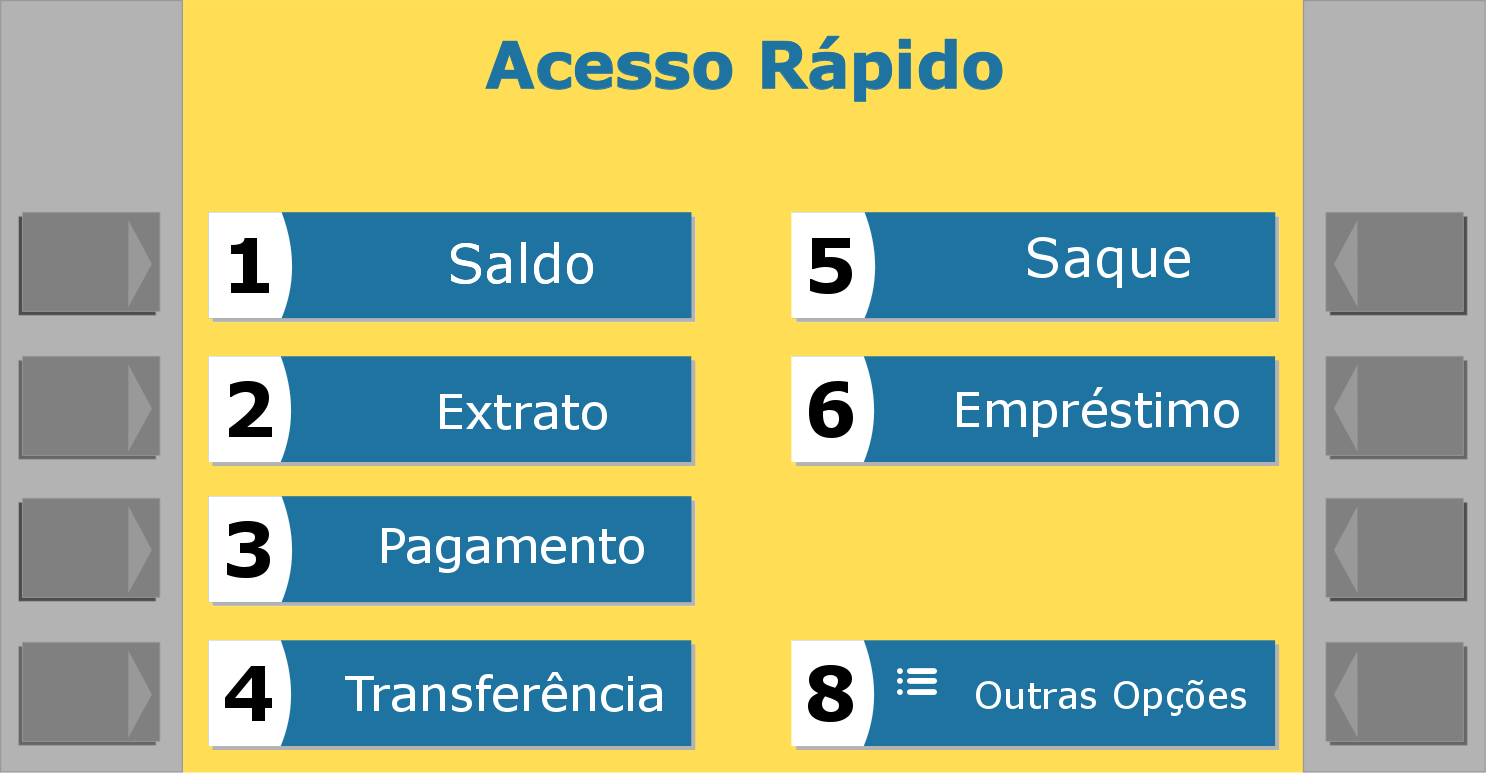 Acesso Rápido
1 Saldo
5 Saque
2 Extrato
6 Empréstimo
3 Pagamento
4 Transferência
8 Outras Opções